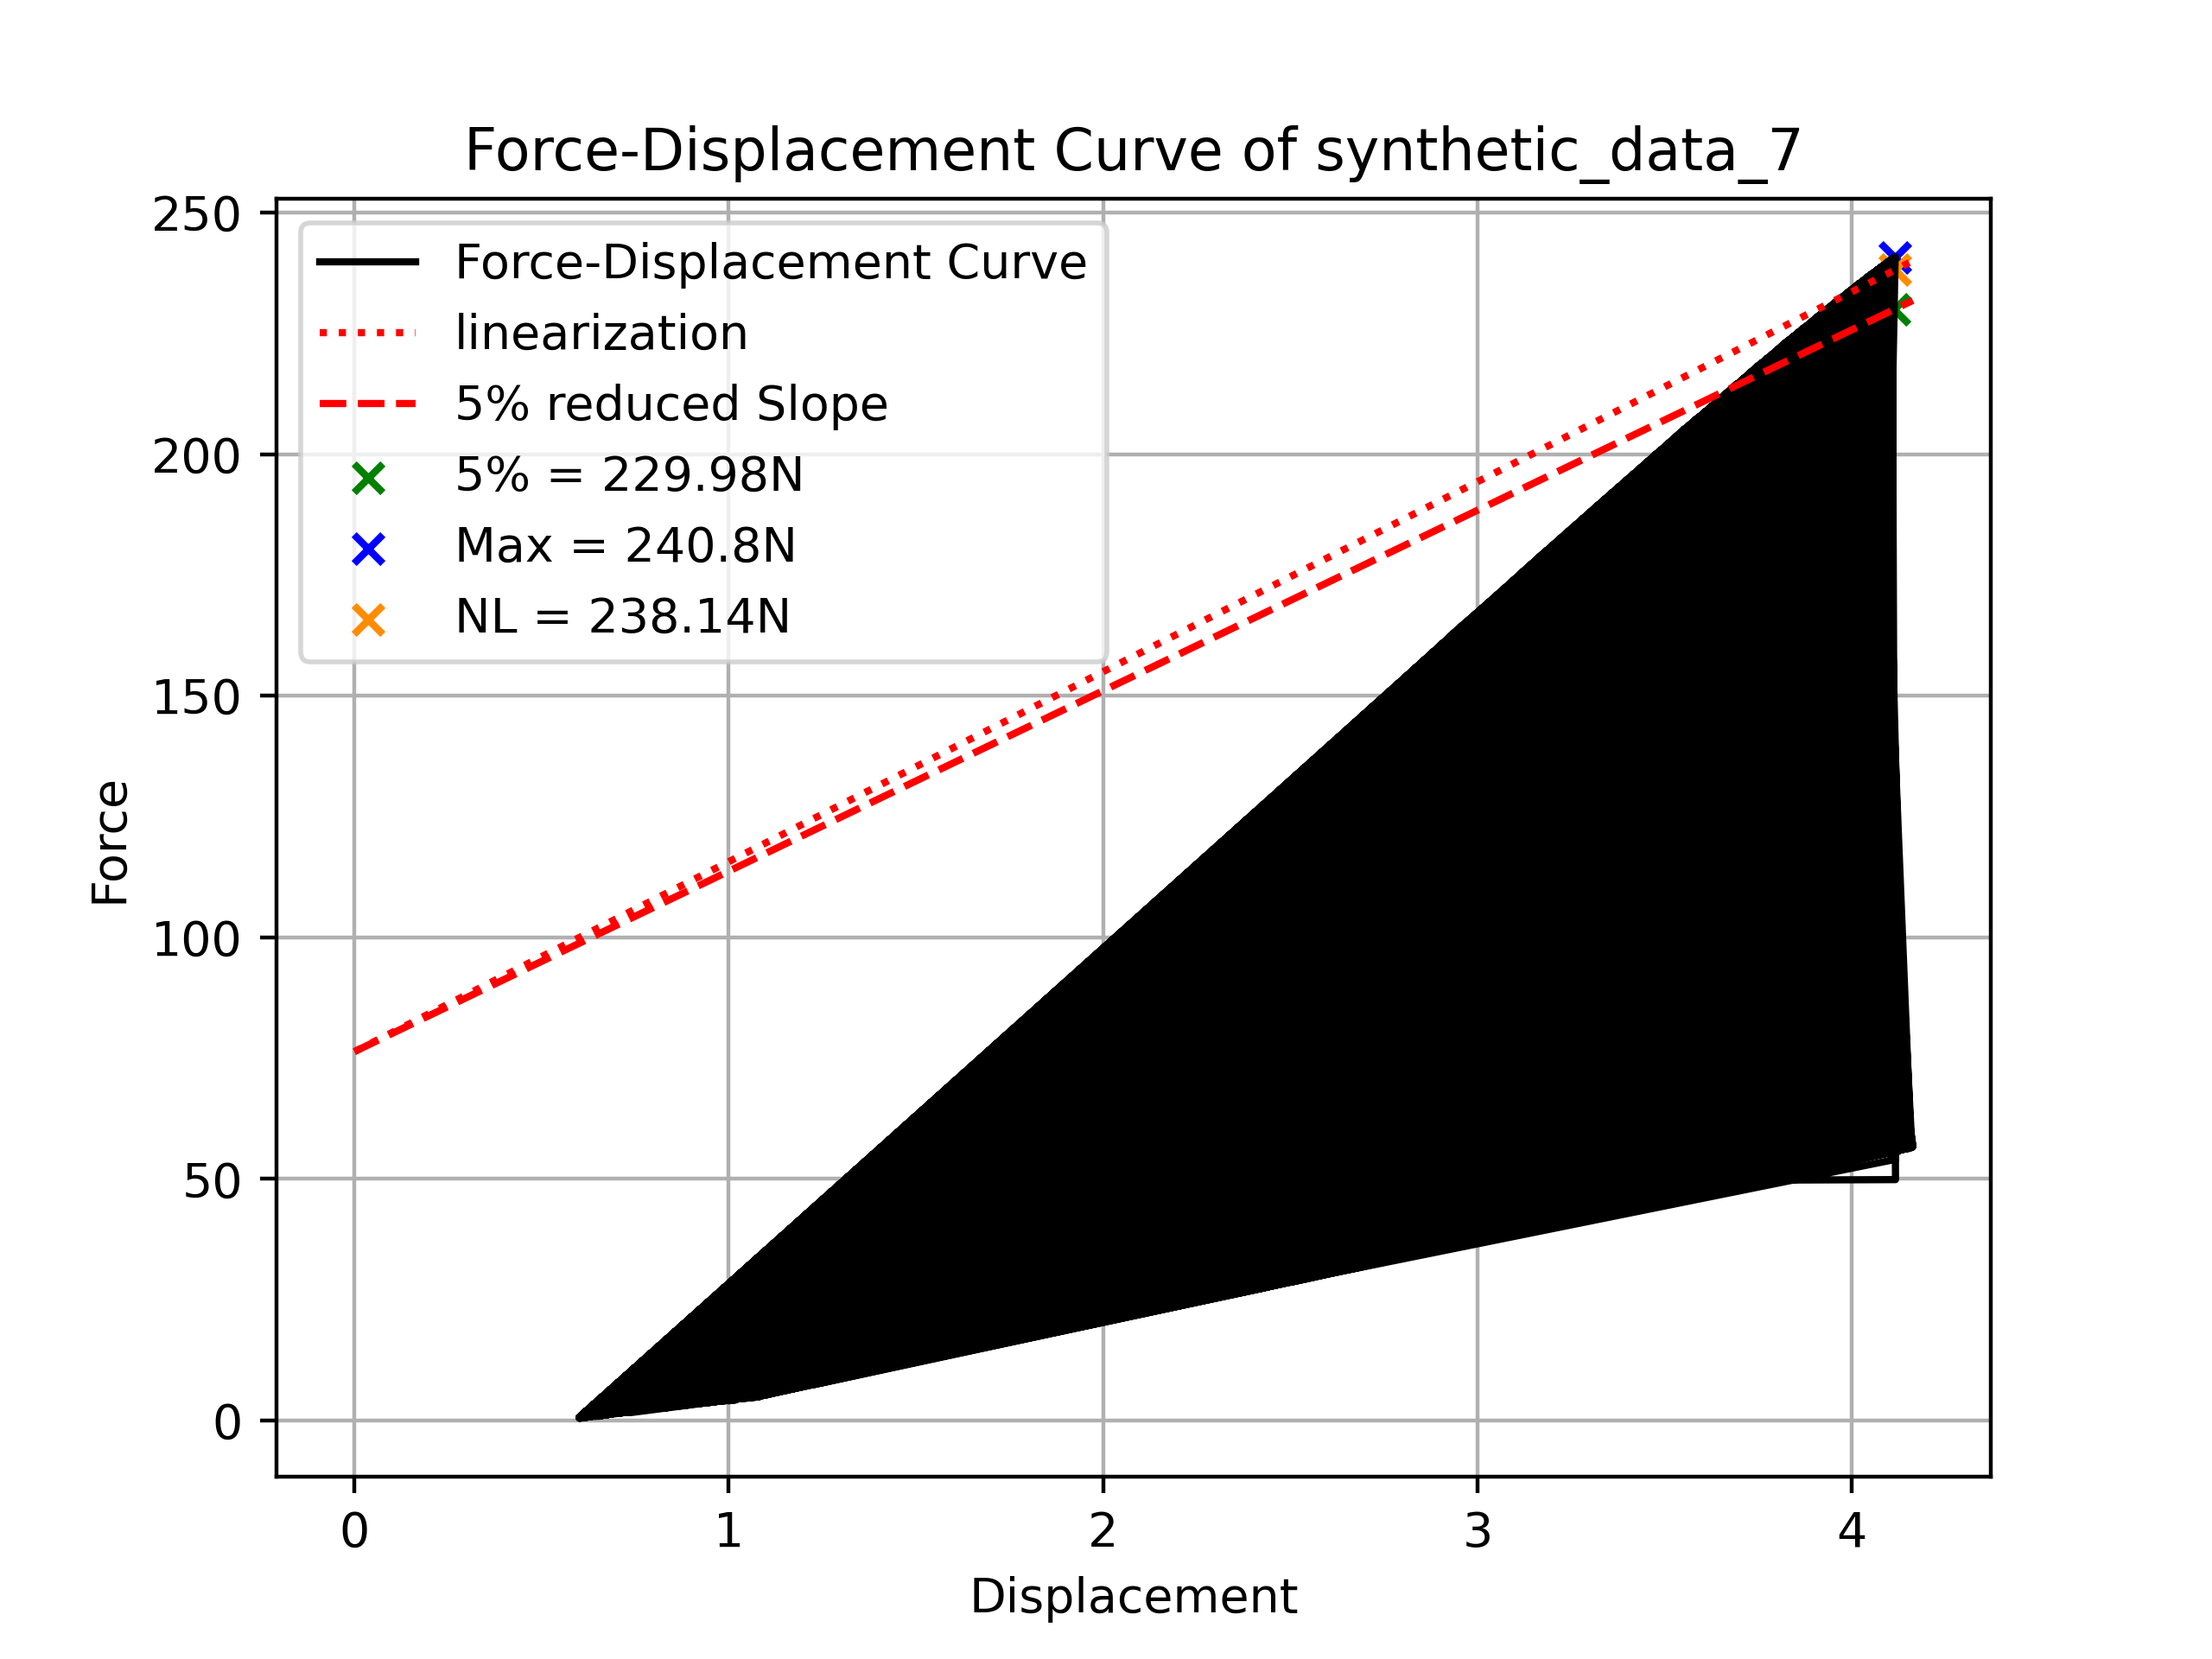 Force-Displacement Curve of synthetic_data_7
250
200
150
100
50
0
Force
Force-Displacement Curve
linearization
5% reduced Slope
5% = 229.98N
Max = 240.8N
NL = 238.14N
0 1 2 3 4
Displacement